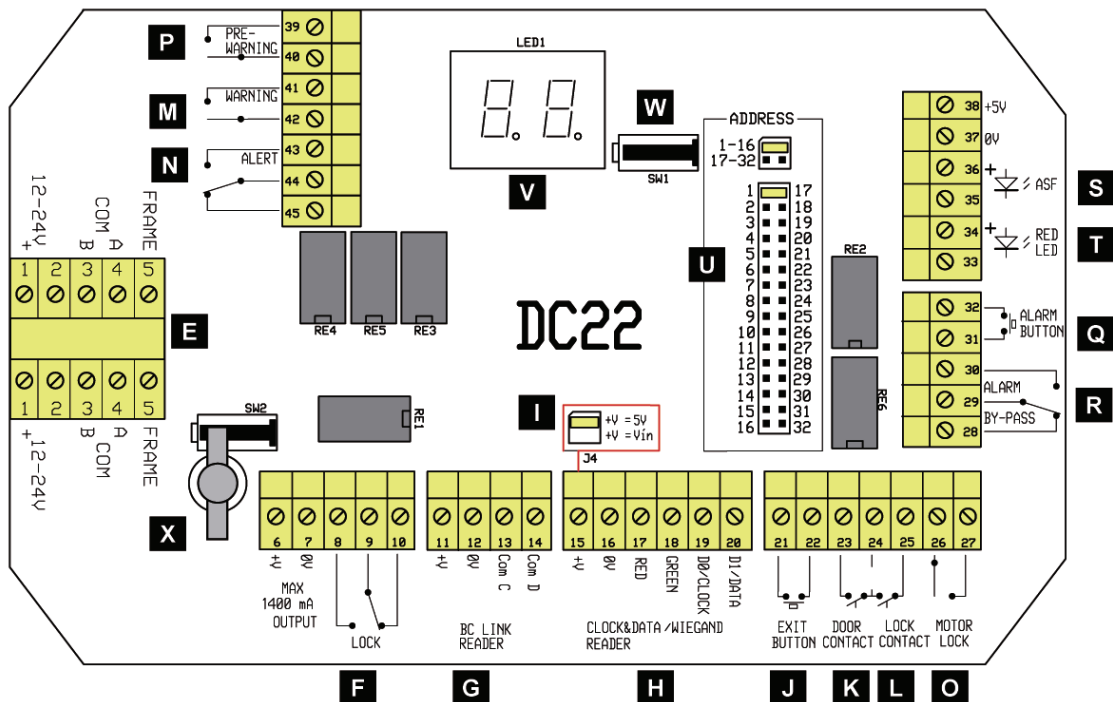 P
PRE-
WARNING
39
40
M
WARNING
41
42
N
ALERT
43
44
45
LED1
V
W
SW1
ADDRESS
1-16
17-32
1 17
2 18
3 19
4 20
5 21
6 22
7 23
8 24
9 25
10 26
11 27
12 28
13 29
14 30
15 31
16 32
U
38 +5V
37 0V
36 +
ASF
35
S
34 +
RED
LED
33
T
RE2
32
31
ALARM
BUTTON
Q
30
29
28
ALARM
BY-PASS
R
RE6
12-24V
+
COM
B A
FRAME
1 2 3 4 5
E
1 2 3 4 5
+
12-24V
B A
COM
FRAME
RE4 RE5 RE3
DC22
SW2
RE1
X
I
+V =5V
+V =Vin
J4
6 7 8 9 10
+V 0V
MAX
1400 mA
OUTPUT
LOCK
F
11 12 13 14
+V 0V Com C Com D
BC LINK
READER
G
15 16 17 18 19 20
+V 0V RED GREEN D0/CLOCK D1/DATA
CLOCK&DATA/WIEGAND
READER
H
21 22 23 24 25 26 27
EXIT
BUTTON
J
DOOR
CONTACT
K
LOCK
CONTACT
L
MOTOR
LOCK
O